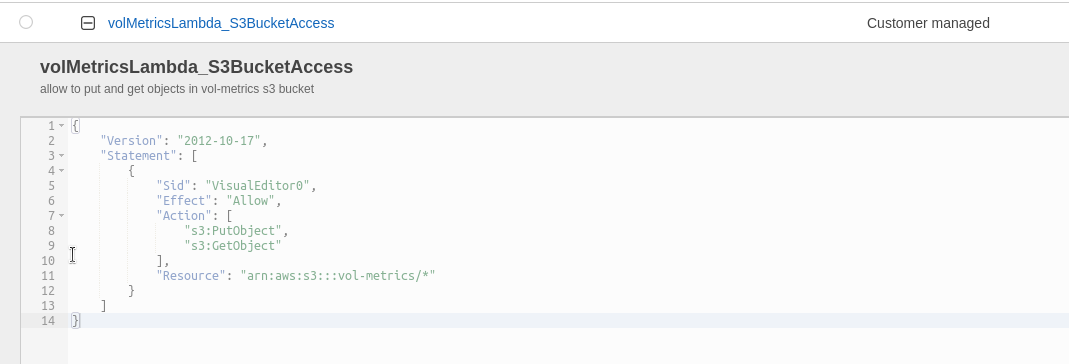 volMetricsLambda_S3BucketAccess Customer managed
volMetricsLambda_S3BucketAccess
allow to put and get objects in vol-metrics s3 bucket
1 {
2     "Version": "2012-10-17",
3     "Statement": [
4         {
5             "Sid": "VisualEditor0",
6             "Effect": "Allow",
7             "Action": [
8                 "s3:PutObject",
9                 "s3:GetObject"
10             ],
11             "Resource": "arn:aws:s3:::vol-metrics/*"
12         }
13     ]
14 }